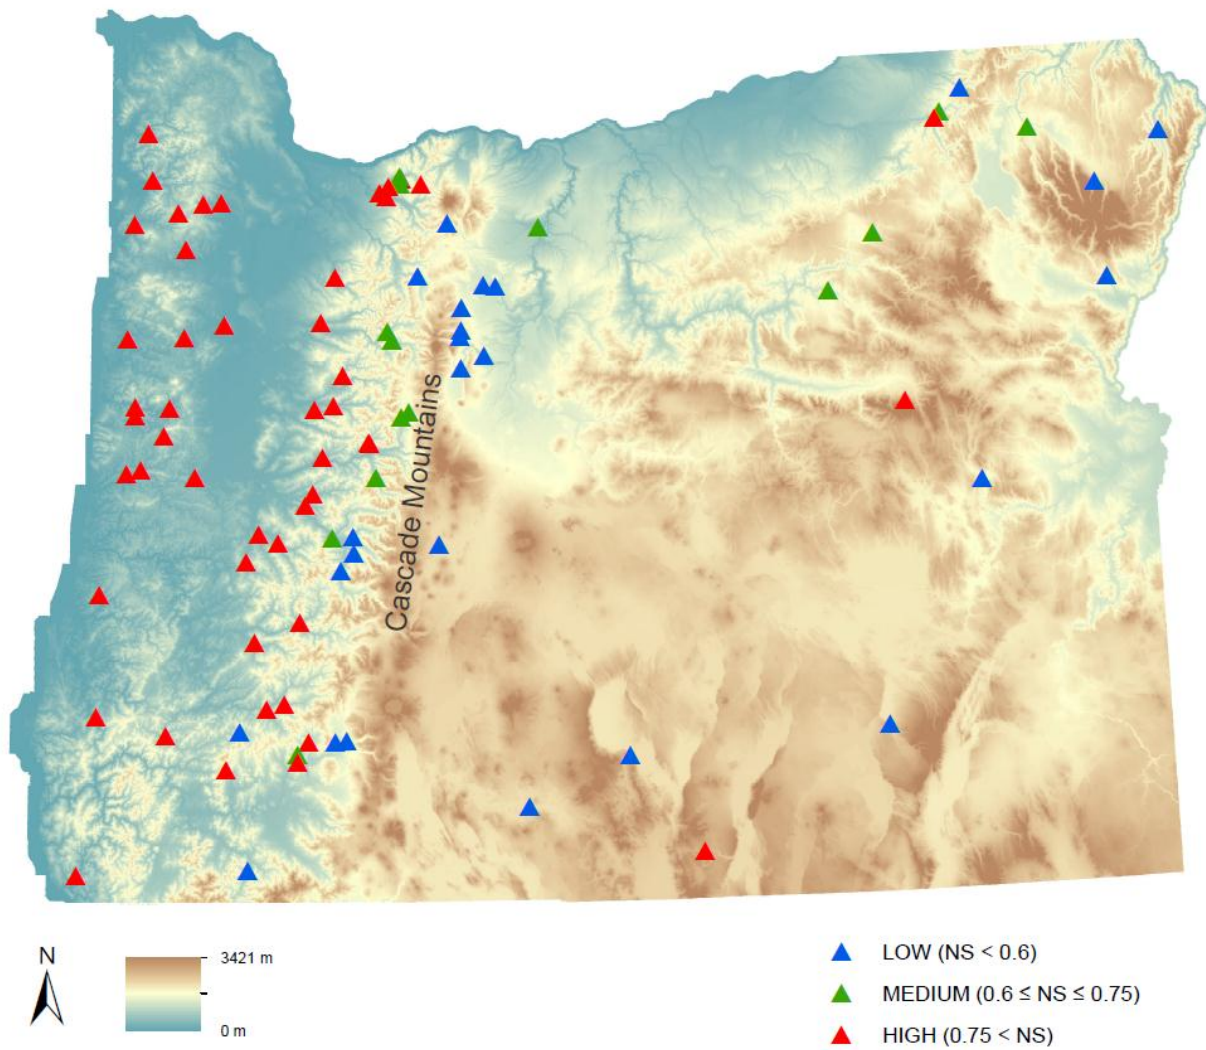 Cascade Mountains
N
3421 m
0 m
LOW (NS < 0.6)
MEDIUM (0.6 ≤ NS ≤ 0.75)
HIGH (0.75 < NS)